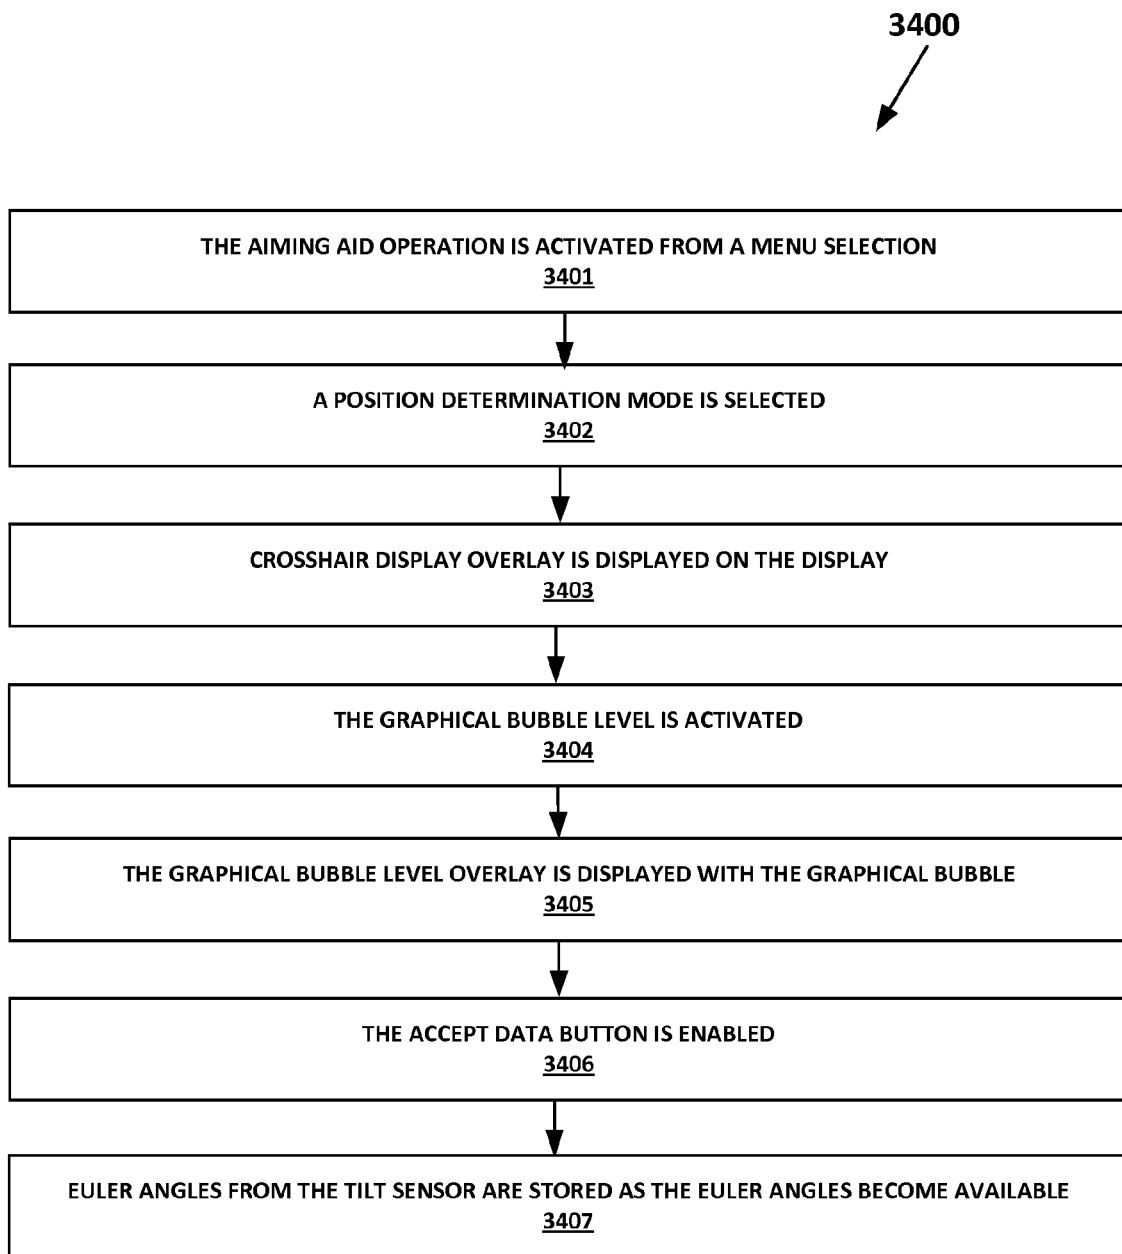 3400
THE AIMING AID OPERATION IS ACTIVATED FROM A MENU SELECTION
3401
A POSITION DETERMINATION MODE IS SELECTED
3402
CROSSHAIR DISPLAY OVERLAY IS DISPLAYED ON THE DISPLAY
3403
THE GRAPHICAL BUBBLE LEVEL IS ACTIVATED
3404
THE GRAPHICAL BUBBLE LEVEL OVERLAY IS DISPLAYED WITH THE GRAPHICAL BUBBLE
3405
THE ACCEPT DATA BUTTON IS ENABLED
3406
EULER ANGLES FROM THE TILT SENSOR ARE STORED AS THE EULER ANGLES BECOME AVAILABLE
3407